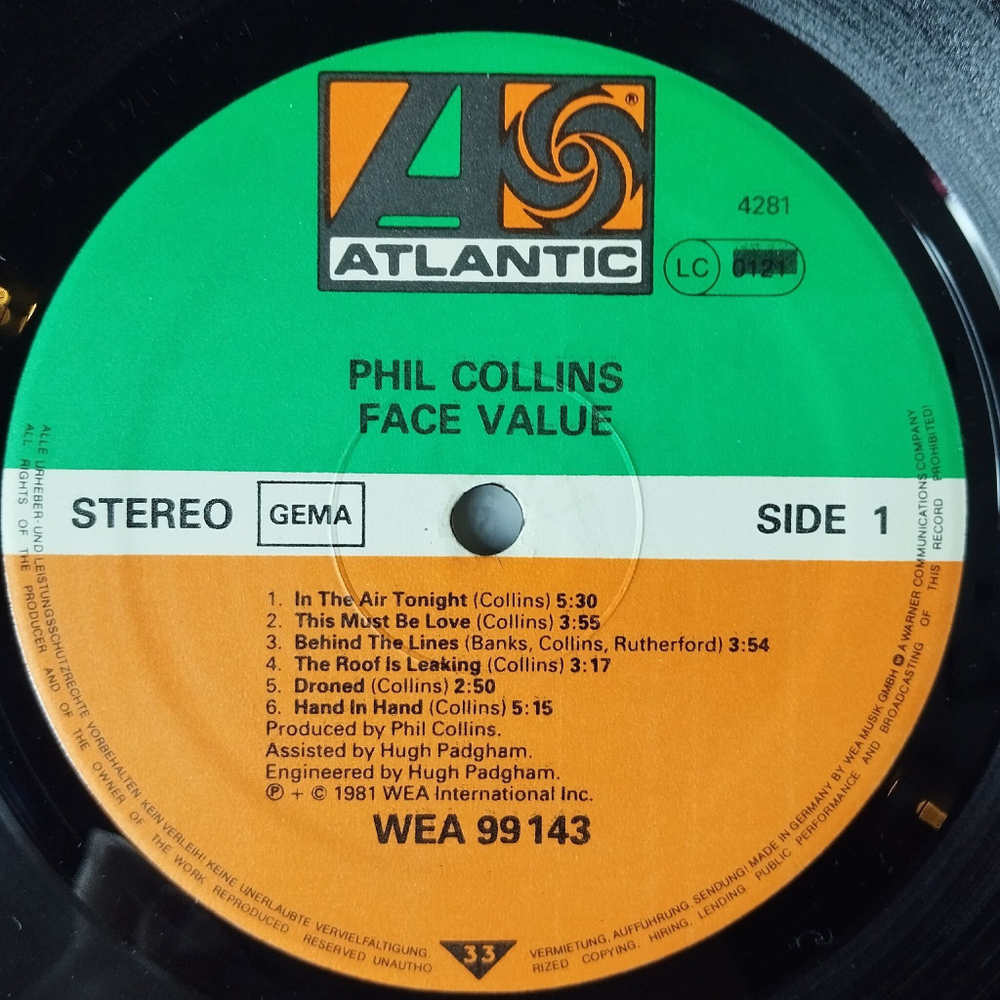 ®
ATLANTIC
4281
LC 0121
PHIL COLLINS
FACE VALUE
STEREO GEMA SIDE 1
1. In The Air Tonight (Collins) 5:30
2. This Must Be Love (Collins) 3:55
3. Behind The Lines (Banks, Collins, Rutherford) 3:54
4. The Roof Is Leaking (Collins) 3:17
5. Droned (Collins) 2:50
6. Hand In Hand (Collins) 5:15
Produced by Phil Collins.
Assisted by Hugh Padgham.
Engineered by Hugh Padgham.
℗ + © 1981 WEA International Inc.
WEA 99 143
33
ALLE URHEBER- UND LEISTUNGSSCHUTZRECHTE VORBEHALTEN KEIN VERLEIH! KEINE UNERLAUBTE VERVIELFÄLTIGUNG. VERMIETUNG, AUFFÜHRUNG, SENDUNG! MADE IN GERMANY BY WEA MUSIK GMBH A WARNER COMMUNICATIONS COMPANY
ALL RIGHTS OF THE PRODUCER AND OF THE OWNER OF THE WORK REPRODUCED RESERVED UNAUTHORIZED COPYING, HIRING, LENDING PUBLIC PERFORMANCE AND BROADCASTING OF THIS RECORD PROHIBITED!